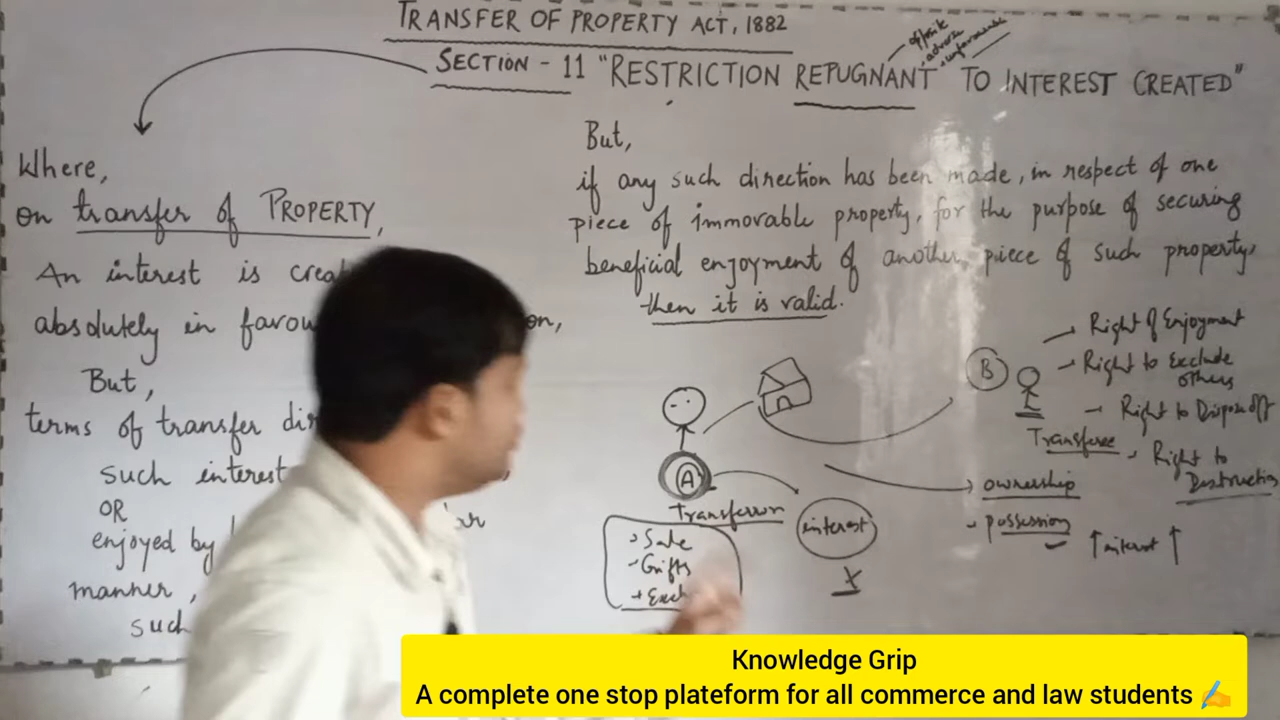 TRANSFER OF PROPERTY ACT, 1882
SECTION - 11 "RESTRICTION REPUGNANT TO INTEREST CREATED"
opposite
adverse
Where,
on transfer of PROPERTY,
An interest is crea
absolutely in favou on,
But,
terms of transfer dir
such interest
OR
enjoyed by
manner,
such
But,
if any such direction has been made, in respect of one
piece of immovable property, for the purpose of securing
beneficial enjoyment of another piece of such property,
then it is valid.
A
Transferor
- Sale
- Gifts
interest
X
B
Transferee
- Right of Enjoyment
- Right to Exclude others
- Right to Dispose off
- Right to Destruction
ownership
- possession
↑ interest ↑
Knowledge Grip
A complete one stop plateform for all commerce and law students ✍️